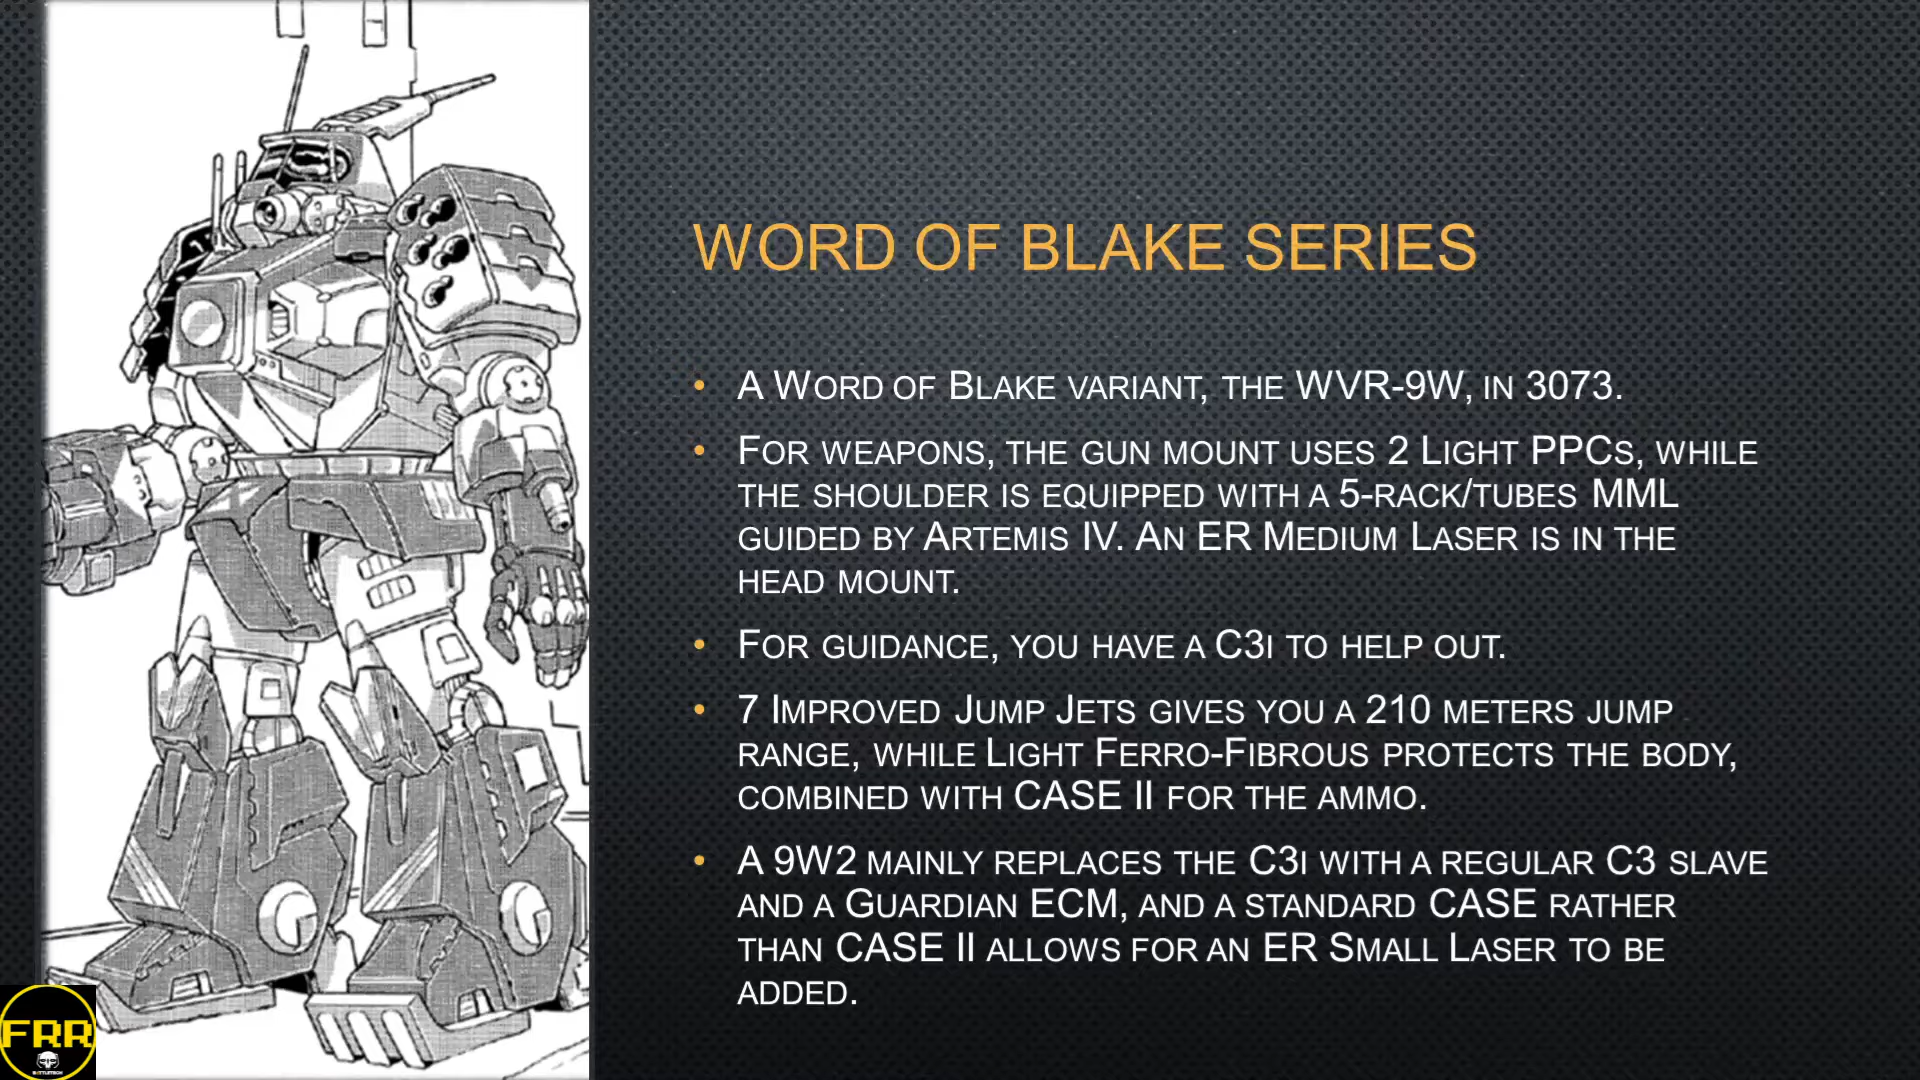 WORD OF BLAKE SERIES
• A WORD OF BLAKE VARIANT, THE WVR-9W, IN 3073.
• FOR WEAPONS, THE GUN MOUNT USES 2 LIGHT PPCS, WHILE
THE SHOULDER IS EQUIPPED WITH A 5-RACK/TUBES MML
GUIDED BY ARTEMIS IV. AN ER MEDIUM LASER IS IN THE
HEAD MOUNT.
• FOR GUIDANCE, YOU HAVE A C3I TO HELP OUT.
• 7 IMPROVED JUMP JETS GIVES YOU A 210 METERS JUMP
RANGE, WHILE LIGHT FERRO-FIBROUS PROTECTS THE BODY,
COMBINED WITH CASE II FOR THE AMMO.
• A 9W2 MAINLY REPLACES THE C3I WITH A REGULAR C3 SLAVE
AND A GUARDIAN ECM, AND A STANDARD CASE RATHER
THAN CASE II ALLOWS FOR AN ER SMALL LASER TO BE
ADDED.
FRR
BATTLETECH